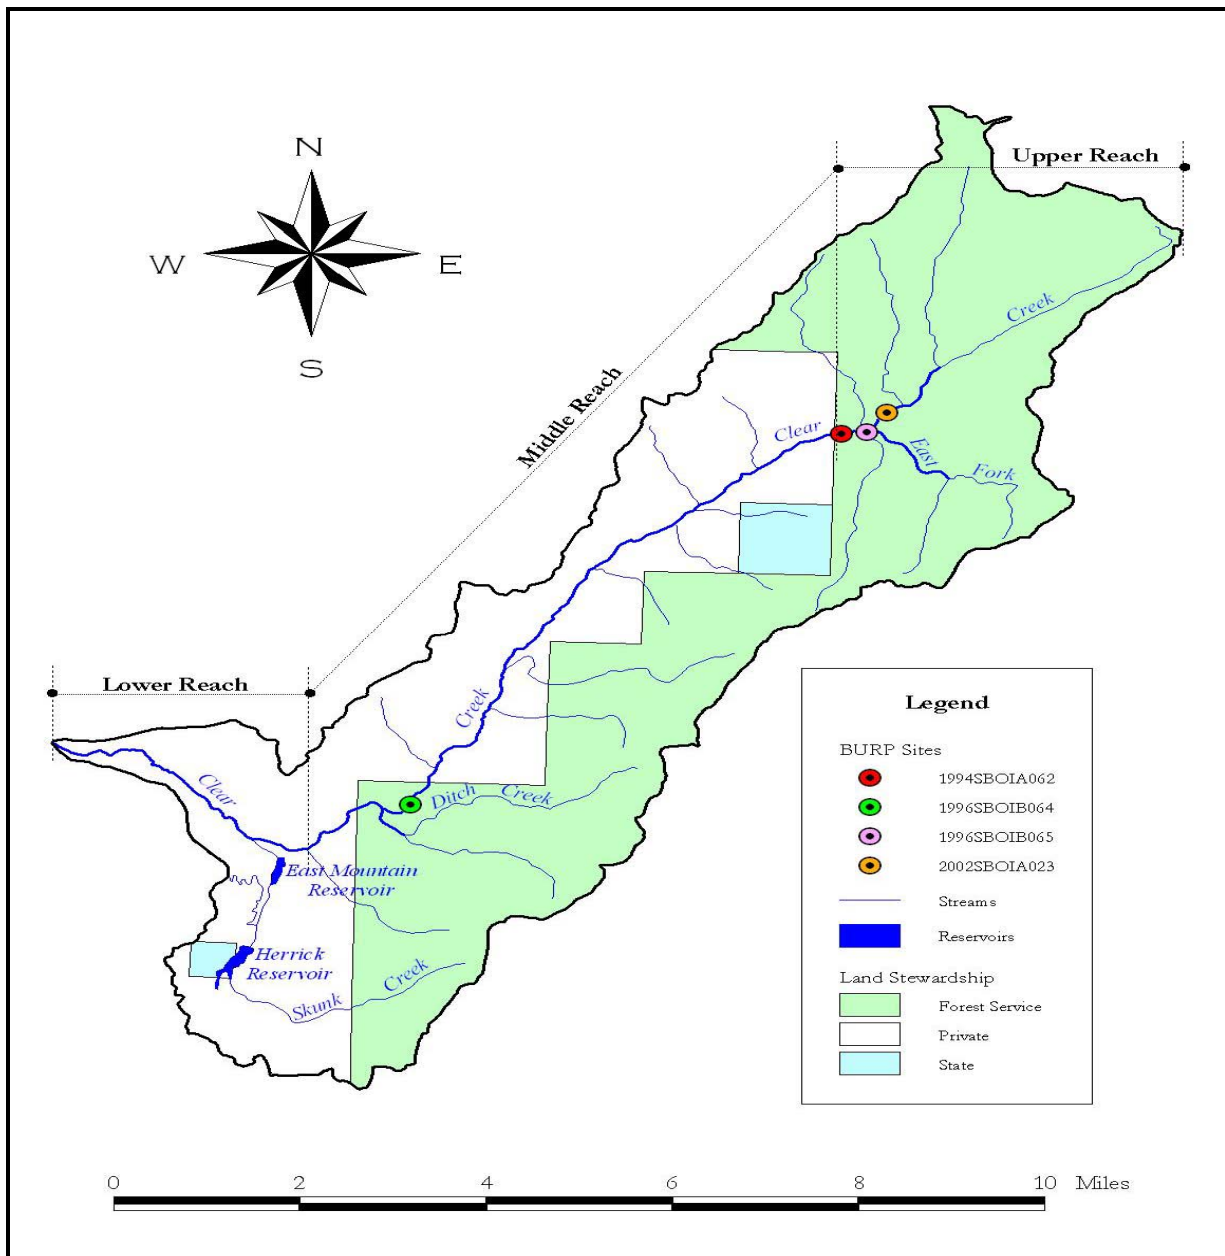 N
W
E
S
Upper Reach
Middle Reach
Lower Reach
Creek
Clear
East
Fork
Creek
Ditch
Creek
Clear
East Mountain
Reservoir
Herrick
Reservoir
Skunk
Creek
Legend
BURP Sites
1994SBOIA062
1996SBOIB064
1996SBOIB065
2002SBOIA023
Streams
Reservoirs
Land Stewardship
Forest Service
Private
State
0 2 4 6 8 10 Miles